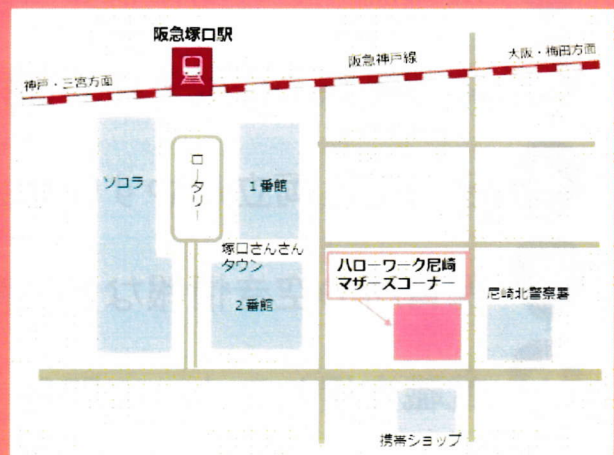 阪急塚口駅
神戸・三宮方面
阪急神戸線
大阪・梅田方面
ソコラ
ロータリー
1番館
塚口さんさん
タウン
2番館
ハローワーク尼崎
マザーズコーナー
尼崎北警察署
携帯ショップ